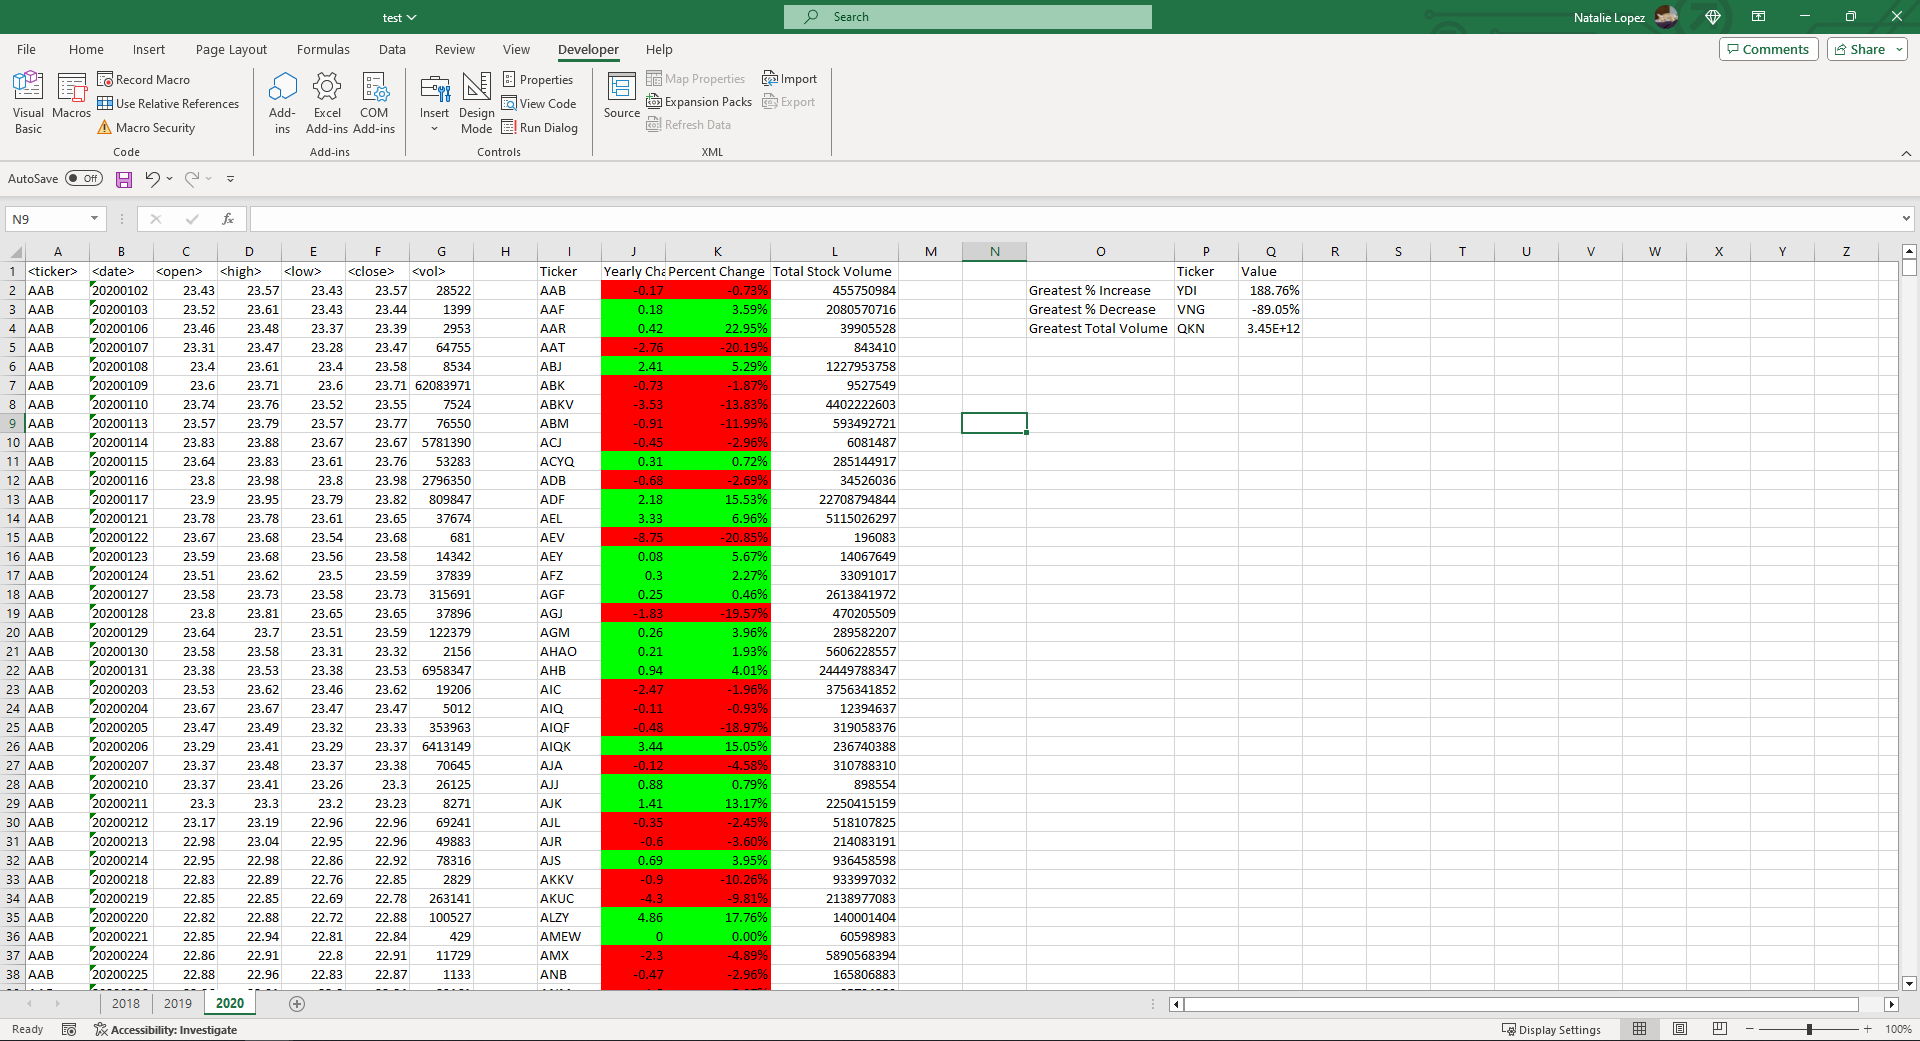 test
Search
Natalie Lopez
File Home Insert Page Layout Formulas Data Review View Developer Help
Comments Share
Visual Basic
Macros
Record Macro
Use Relative References
Macro Security
Code
Add-ins
Excel Add-ins
COM Add-ins
Add-ins
Insert
Design Mode
Properties
View Code
Run Dialog
Controls
Source
Map Properties
Expansion Packs
Refresh Data
Import
Export
XML
AutoSave Off
N9 fx
A B C D E F G H I J K L M N O P Q R S T U V W X Y Z
1 <ticker> <date> <open> <high> <low> <close> <vol> Ticker Yearly Cha Percent Change Total Stock Volume Ticker Value
2 AAB 20200102 23.43 23.57 23.43 23.57 28522 AAB -0.17 -0.73% 455750984 Greatest % Increase YDI 188.76%
3 AAB 20200103 23.52 23.61 23.43 23.44 1399 AAF 0.18 3.59% 2080570716 Greatest % Decrease VNG -89.05%
4 AAB 20200106 23.46 23.48 23.37 23.39 2953 AAR 0.42 22.95% 39905528 Greatest Total Volume QKN 3.45E+12
5 AAB 20200107 23.31 23.47 23.28 23.47 64755 AAT -2.76 -20.19% 843410
6 AAB 20200108 23.4 23.61 23.4 23.58 8534 ABJ 2.41 5.29% 1227953758
7 AAB 20200109 23.6 23.71 23.6 23.71 62083971 ABK -0.73 -1.87% 9527549
8 AAB 20200110 23.74 23.76 23.52 23.55 7524 ABKV -3.53 -13.83% 4402222603
9 AAB 20200113 23.57 23.79 23.57 23.77 76550 ABM -0.91 -11.99% 593492721
10 AAB 20200114 23.83 23.88 23.67 23.67 5781390 ACJ -0.45 -2.96% 6081487
11 AAB 20200115 23.64 23.83 23.61 23.76 53283 ACYQ 0.31 0.72% 285144917
12 AAB 20200116 23.8 23.98 23.8 23.98 2796350 ADB -0.68 -2.69% 34526036
13 AAB 20200117 23.9 23.95 23.79 23.82 809847 ADF 2.18 15.53% 22708794844
14 AAB 20200121 23.78 23.78 23.61 23.65 37674 AEL 3.33 6.96% 5115026297
15 AAB 20200122 23.67 23.68 23.54 23.68 681 AEV -8.75 -20.85% 196083
16 AAB 20200123 23.59 23.68 23.56 23.58 14342 AEY 0.08 5.67% 14067649
17 AAB 20200124 23.51 23.62 23.5 23.59 37839 AFZ 0.3 2.27% 33091017
18 AAB 20200127 23.58 23.73 23.58 23.73 315691 AGF 0.25 0.46% 2613841972
19 AAB 20200128 23.8 23.81 23.65 23.65 37896 AGJ -1.83 -19.57% 470205509
20 AAB 20200129 23.64 23.7 23.51 23.59 122379 AGM 0.26 3.96% 289582207
21 AAB 20200130 23.58 23.58 23.31 23.32 2156 AHAO 0.21 1.93% 5606228557
22 AAB 20200131 23.38 23.53 23.38 23.53 6958347 AHB 0.94 4.01% 24449788347
23 AAB 20200203 23.53 23.62 23.46 23.62 19206 AIC -2.47 -1.96% 3756341852
24 AAB 20200204 23.67 23.67 23.47 23.47 5012 AIQ -0.11 -0.93% 12394637
25 AAB 20200205 23.47 23.49 23.32 23.33 353963 AIQF -0.48 -18.97% 319058376
26 AAB 20200206 23.29 23.41 23.29 23.37 6413149 AIQK 3.44 15.05% 236740388
27 AAB 20200207 23.37 23.48 23.37 23.38 70645 AJA -0.12 -4.58% 310788310
28 AAB 20200210 23.37 23.41 23.26 23.3 26125 AJJ 0.88 0.79% 898554
29 AAB 20200211 23.3 23.3 23.2 23.23 8271 AJK 1.41 13.17% 2250415159
30 AAB 20200212 23.17 23.19 22.96 22.96 69241 AJL -0.35 -2.45% 518107825
31 AAB 20200213 22.98 23.04 22.95 22.96 49883 AJR -0.6 -3.60% 214083191
32 AAB 20200214 22.95 22.98 22.86 22.92 78316 AJS 0.69 3.95% 936458598
33 AAB 20200218 22.83 22.89 22.76 22.85 2829 AKKV -0.9 -10.26% 933997032
34 AAB 20200219 22.85 22.85 22.69 22.78 263141 AKUC -4.3 -9.81% 2138977083
35 AAB 20200220 22.82 22.88 22.72 22.88 100527 ALZY 4.86 17.76% 140001404
36 AAB 20200221 22.85 22.94 22.81 22.84 429 AMEW 0 0.00% 60598983
37 AAB 20200224 22.86 22.91 22.8 22.91 11729 AMX -2.3 -4.89% 5890568394
38 AAB 20200225 22.88 22.96 22.83 22.87 1133 ANB -0.47 -2.96% 165806883
2018 2019 2020
Ready Accessibility: Investigate Display Settings 100%